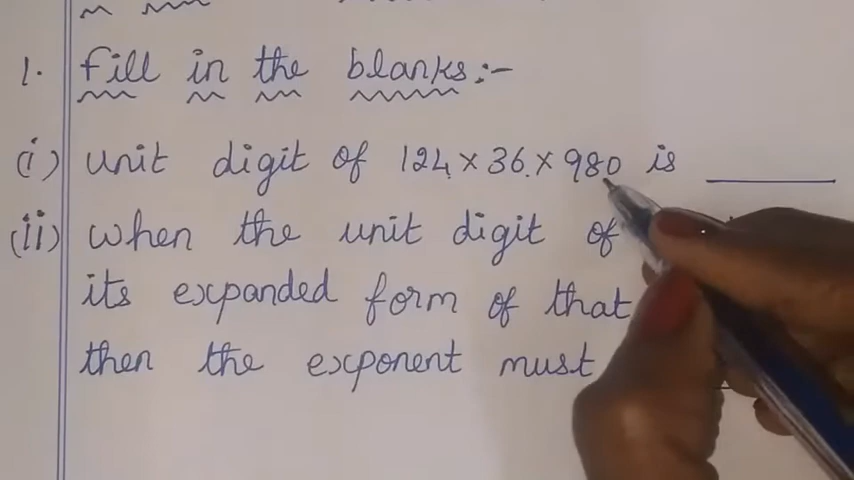 1. Fill in the blanks:-
(i) unit digit of 124 × 36 × 980 is ______
(ii) when the unit digit of
its expanded form of that
then the exponent must